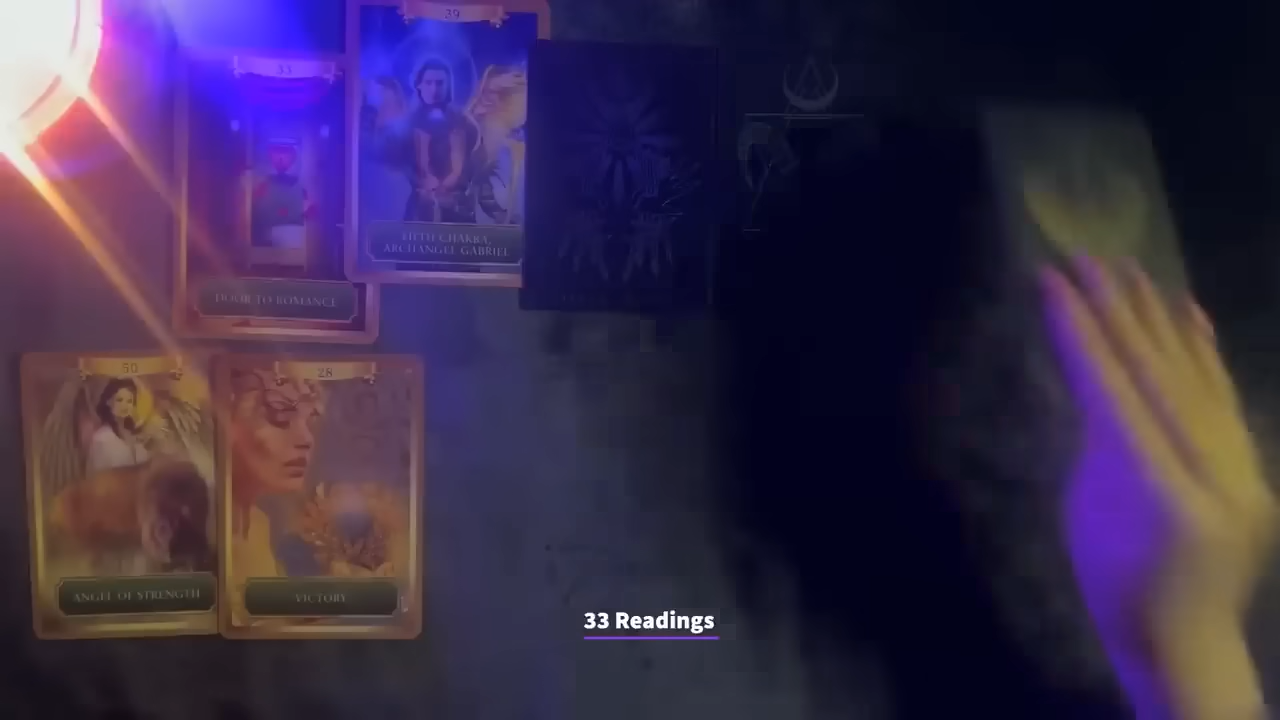 39
33
FIFTH CHAKRA,
ARCHANGEL GABRIEL
DOOR TO ROMANCE
50
28
ANGEL OF STRENGTH
VICTORY
33 Readings